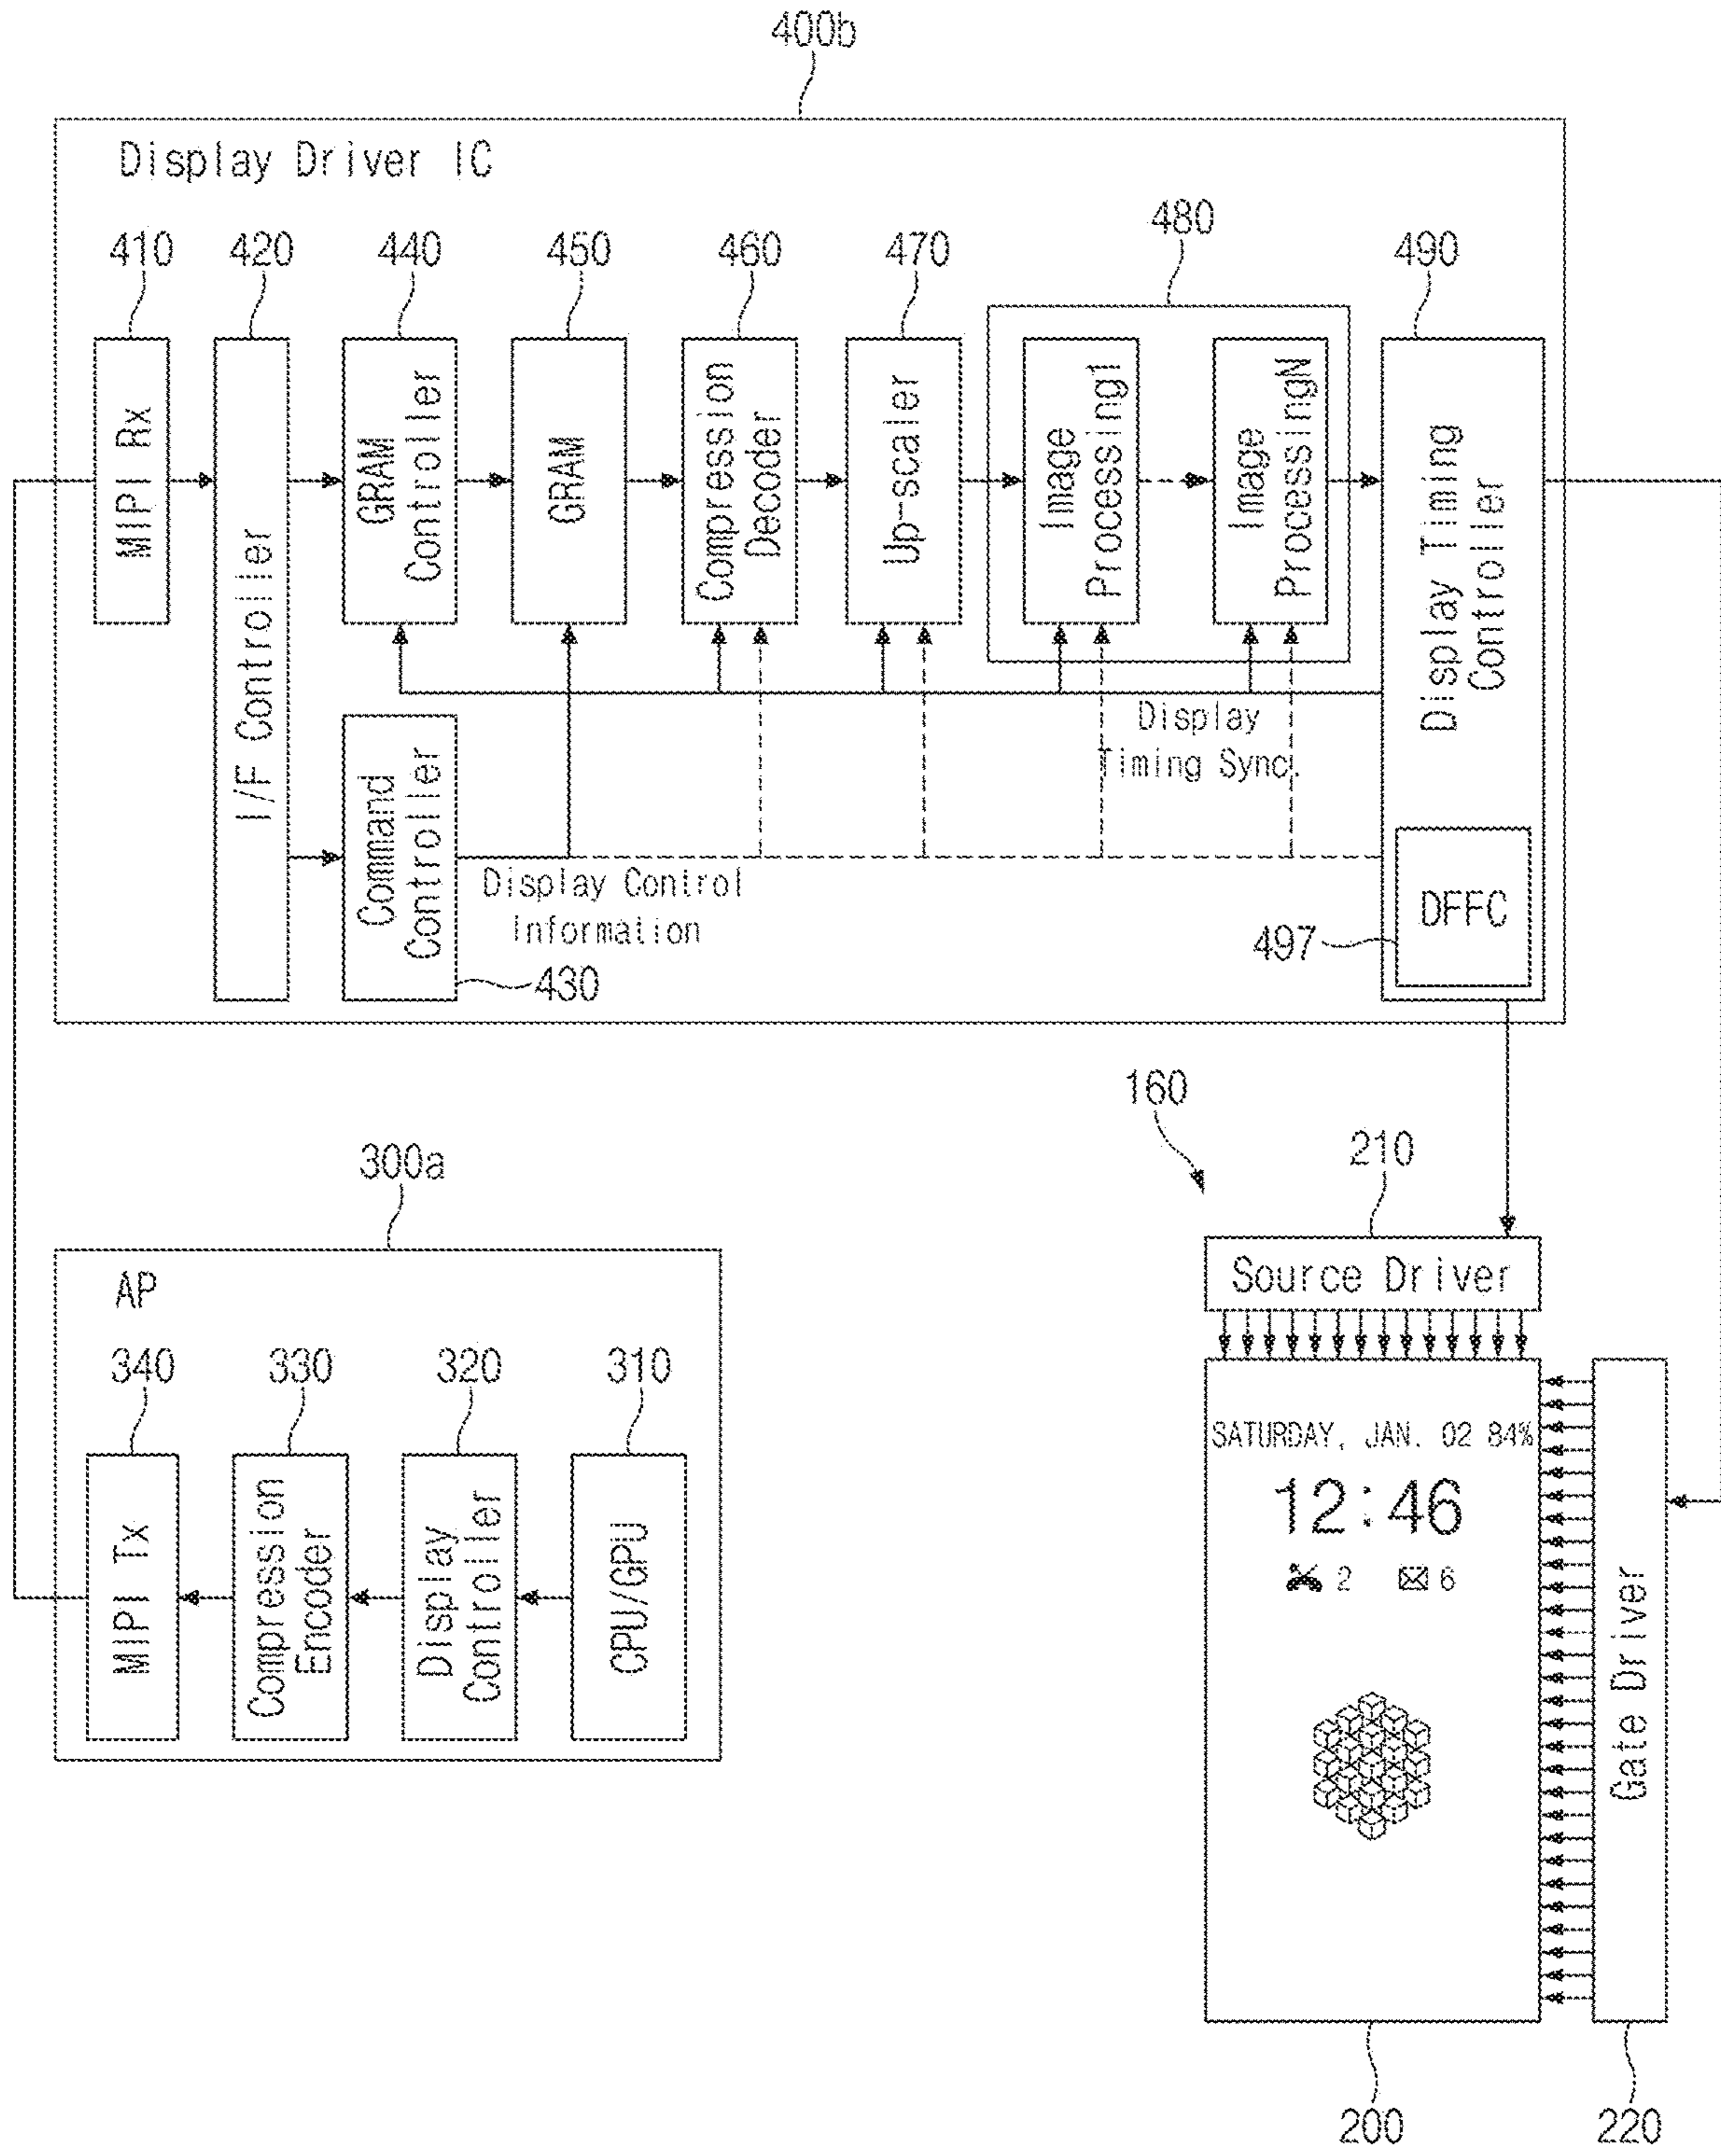 400b
Display Driver IC
410
420
440
450
460
470
480
490
MIPI Rx
I/F Controller
GRAM
Controller
GRAM
Compression
Decoder
Up-scaler
Image
Processing1
Image
ProcessingN
Display Timing
Controller
Display
Timing Sync.
Command
Controller
Display Control
Information
430
DFFC
497
160
210
300a
Source Driver
AP
340
330
320
310
MIPI Tx
Compression
Encoder
Display
Controller
CPU/GPU
SATURDAY, JAN. 02 84%
12:46
2
6
Gate Driver
200
220